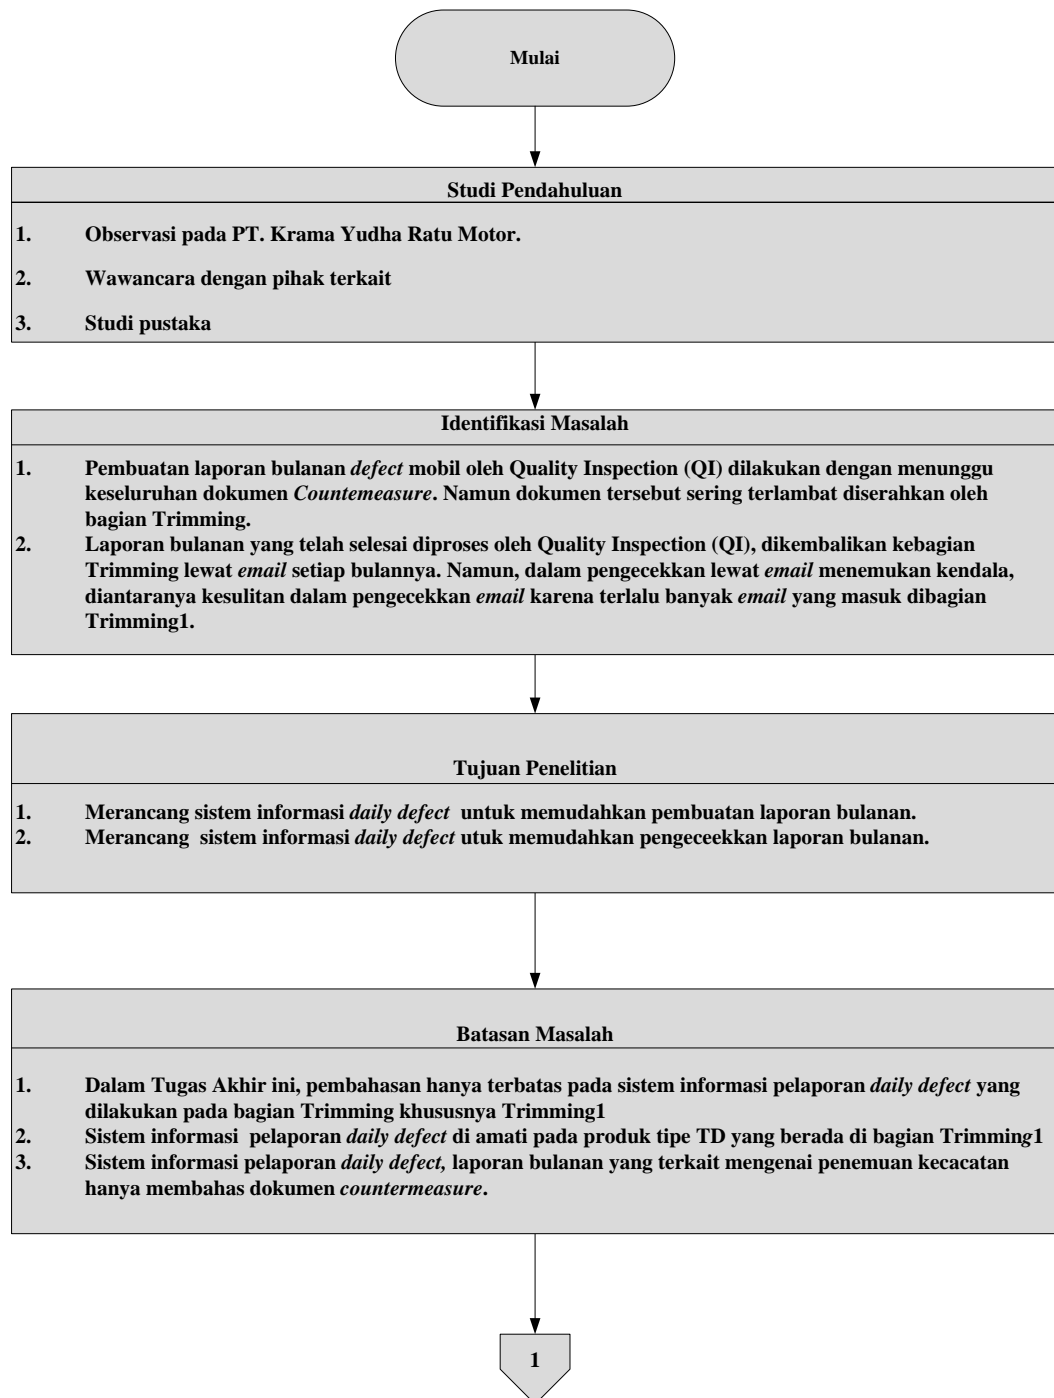 Mulai
Studi Pendahuluan
1. Observasi pada PT. Krama Yudha Ratu Motor.
2. Wawancara dengan pihak terkait
3. Studi pustaka
Identifikasi Masalah
1. Pembuatan laporan bulanan defect mobil oleh Quality Inspection (QI) dilakukan dengan menunggu
keseluruhan dokumen Countemeasure. Namun dokumen tersebut sering terlambat diserahkan oleh
bagian Trimming.
2. Laporan bulanan yang telah selesai diproses oleh Quality Inspection (QI), dikembalikan kebagian
Trimming lewat email setiap bulannya. Namun, dalam pengecekkan lewat email menemukan kendala,
diantaranya kesulitan dalam pengecekkan email karena terlalu banyak email yang masuk dibagian
Trimming1.
Tujuan Penelitian
1. Merancang sistem informasi daily defect untuk memudahkan pembuatan laporan bulanan.
2. Merancang sistem informasi daily defect utuk memudahkan pengeceekkan laporan bulanan.
Batasan Masalah
1. Dalam Tugas Akhir ini, pembahasan hanya terbatas pada sistem informasi pelaporan daily defect yang
dilakukan pada bagian Trimming khususnya Trimming1
2. Sistem informasi pelaporan daily defect di amati pada produk tipe TD yang berada di bagian Trimming1
3. Sistem informasi pelaporan daily defect, laporan bulanan yang terkait mengenai penemuan kecacatan
hanya membahas dokumen countermeasure.
1